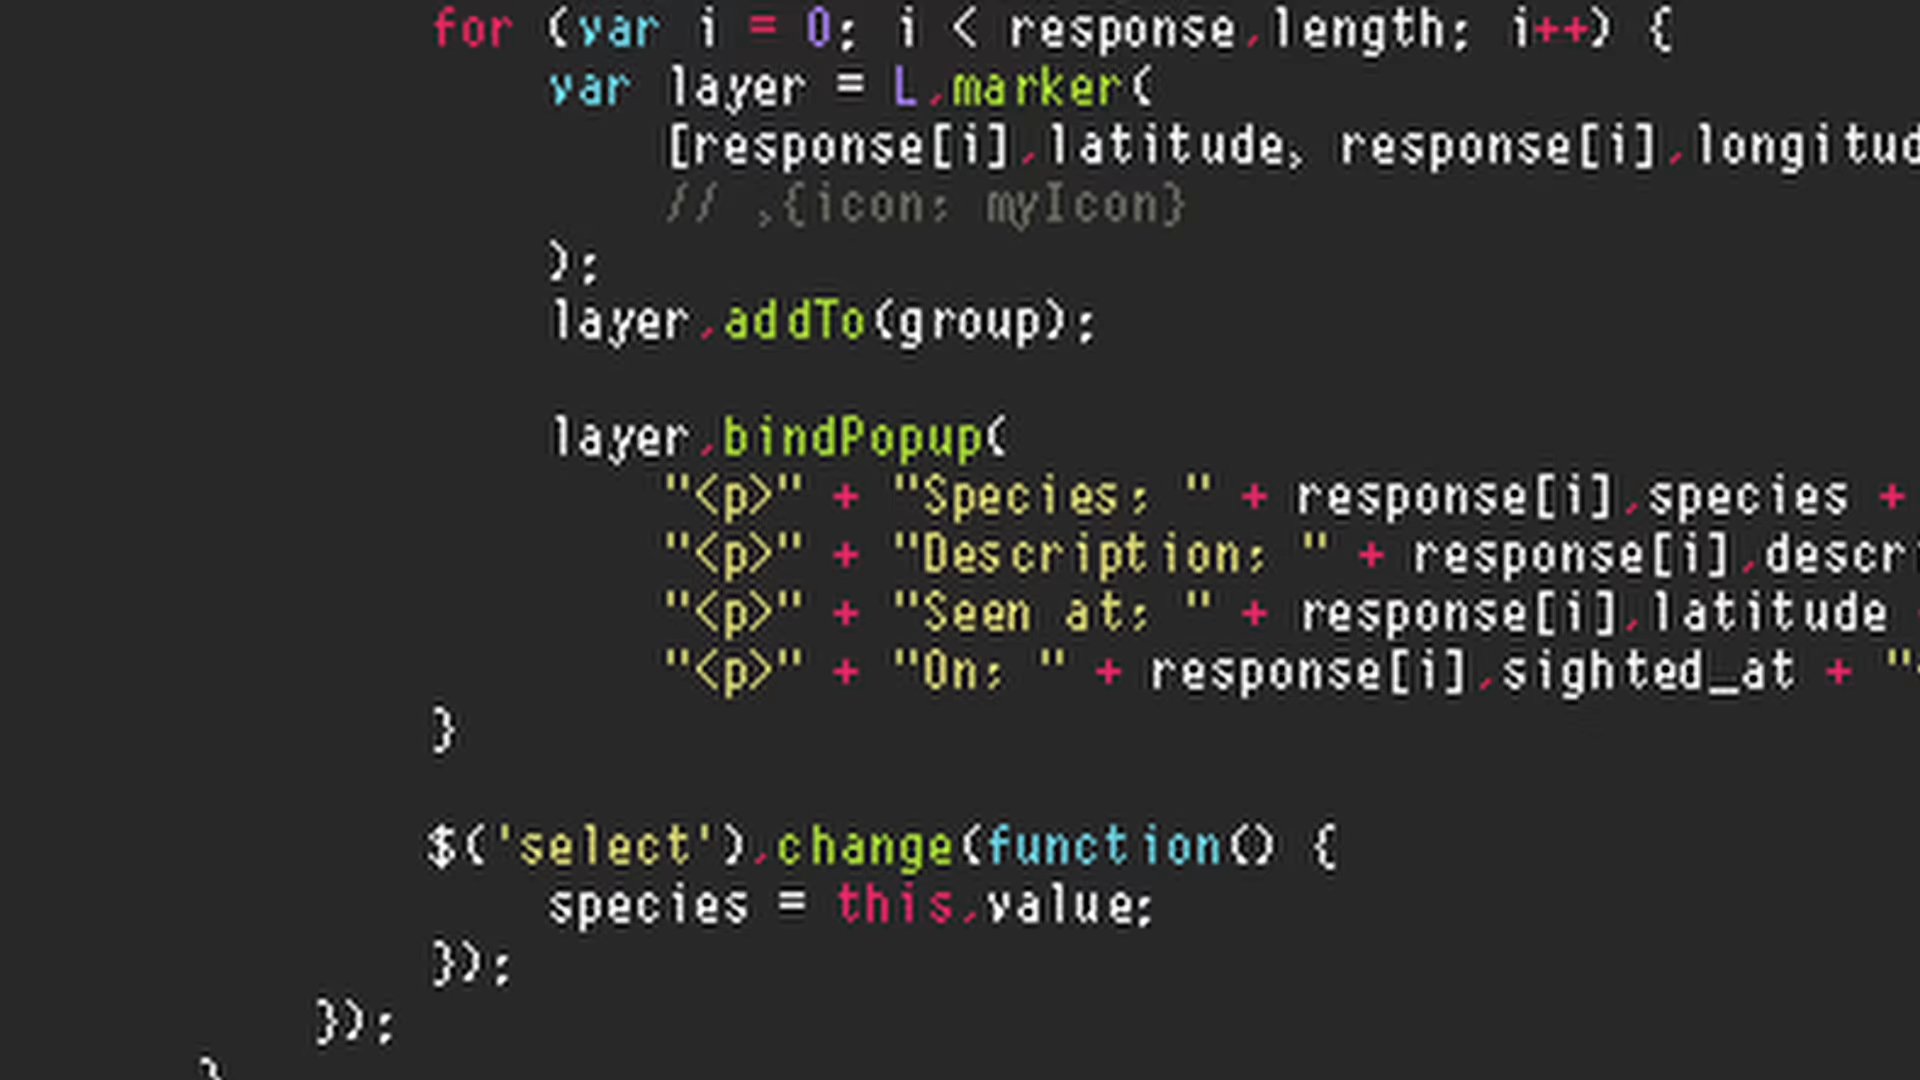 for (var i = 0; i < response.length; i++) {
var layer = L.marker(
[response[i].latitude, response[i].longitud
// ,{icon: myIcon}
);
layer.addTo(group);
layer.bindPopup(
"<p>" + "Species: " + response[i].species +
"<p>" + "Description: " + response[i].descri
"<p>" + "Seen at: " + response[i].latitude
"<p>" + "On: " + response[i].sighted_at + "
}
$('select').change(function() {
species = this.value;
});
});
}